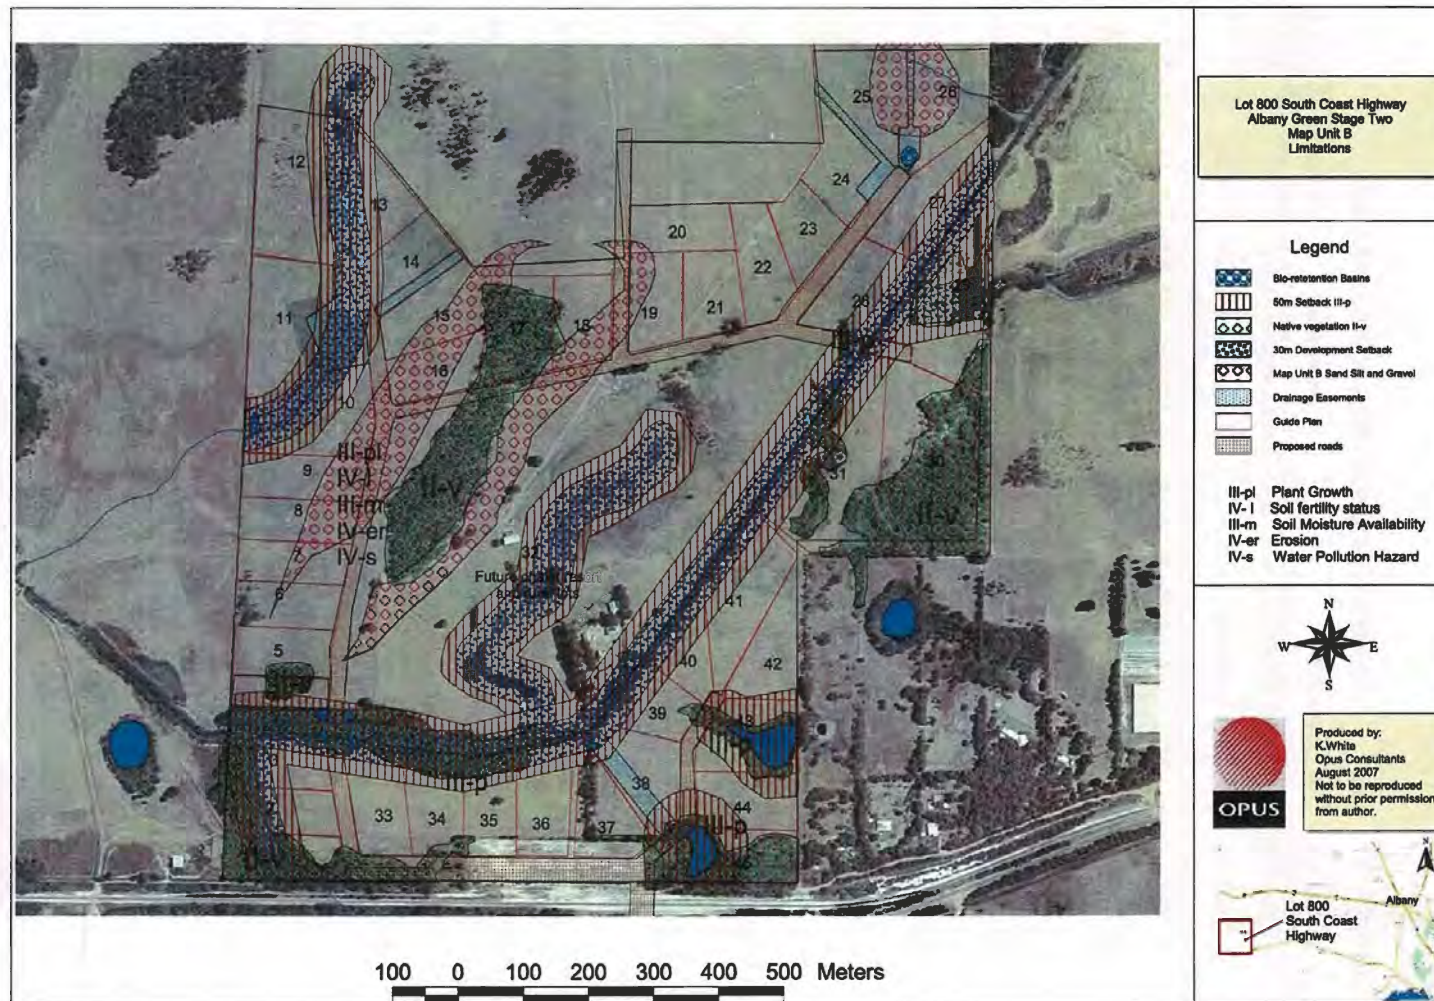 Lot 800 South Coast Highway
Albany Green Stage Two
Map Unit B
Limitations
Legend
Bio-retetention Basins
50m Setback III-p
Native vegetation II-v
30m Development Setback
Map Unit B Sand Silt and Gravel
Drainage Easements
Guide Plan
Proposed roads
III-pl Plant Growth
IV- l Soil fertility status
III-m Soil Moisture Availability
IV-er Erosion
IV-s Water Pollution Hazard
N
W E
S
OPUS
Produced by:
K.White
Opus Consultants
August 2007
Not to be reproduced
without prior permission
from author.
N
Albany
Lot 800
South Coast
Highway
25
26
12
24
27
13
23
20
14
22
11
15
17
18
19
21
28
16
10
9
III-pl
8
IV-l
II-v
31
III-m
7
IV-er
IV-s
32
6
41
5
40
42
39
38
33
34
35
36
37
44
III-p
100 0 100 200 300 400 500 Meters